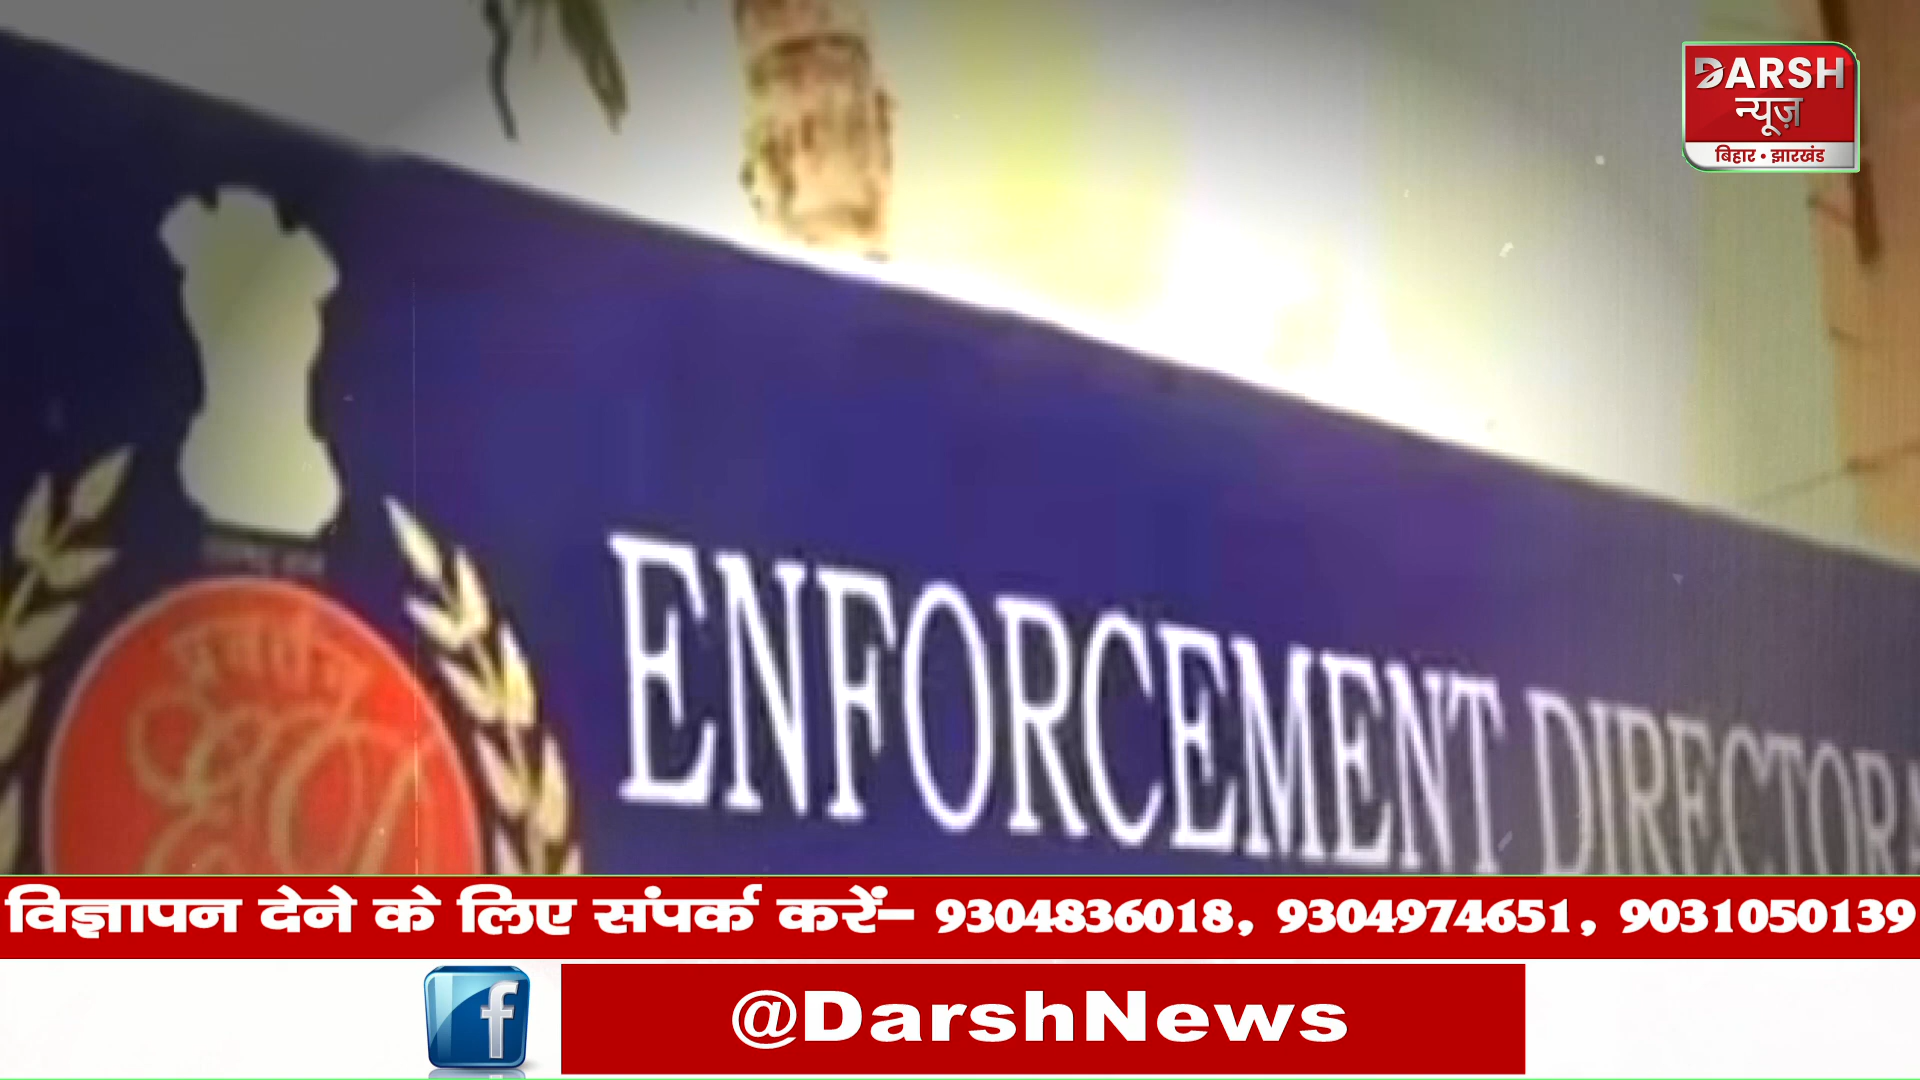 DARSH
न्यूज़
बिहार • झारखंड
ENFORCEMENT DIRECTORA
विज्ञापन देने के लिए संपर्क करें– 9304836018, 9304974651, 9031050139
f
@DarshNews